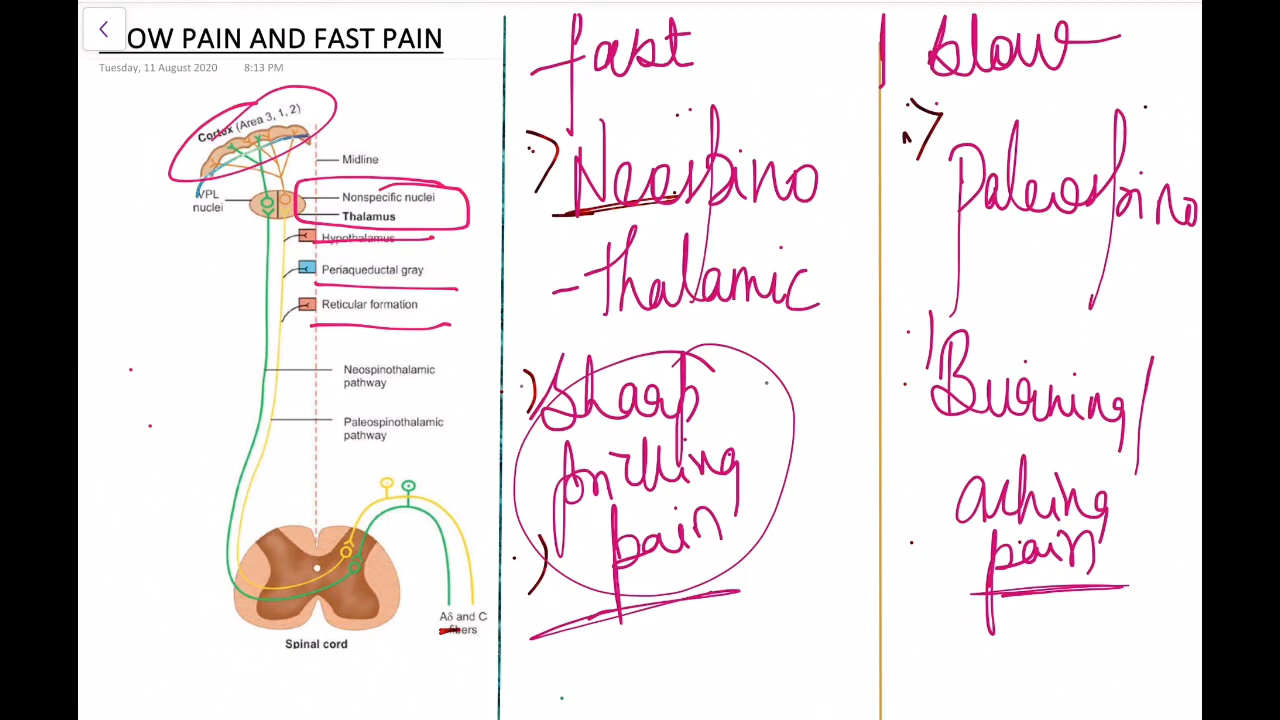 OW PAIN AND FAST PAIN
Tuesday, 11 August 2020 8:13 PM
Cortex (Area 3, 1, 2)
Midline
VPL
nuclei
Nonspecific nuclei
Thalamus
Hypothalamus
Periaqueductal gray
Reticular formation
Neospinothalamic
pathway
Paleospinothalamic
pathway
Aδ and C
fibers
Spinal cord
fast
Neospino
-thalamic
Sharp
pain
slow
Paleospino
Burning/
aching
pain